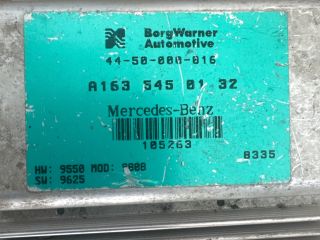 BorgWarner
Automotive
44-50-000-016
A163 545 01 32
Mercedes-Benz
105263
8335
HW: 9550 MOD: 080B
SW: 9625